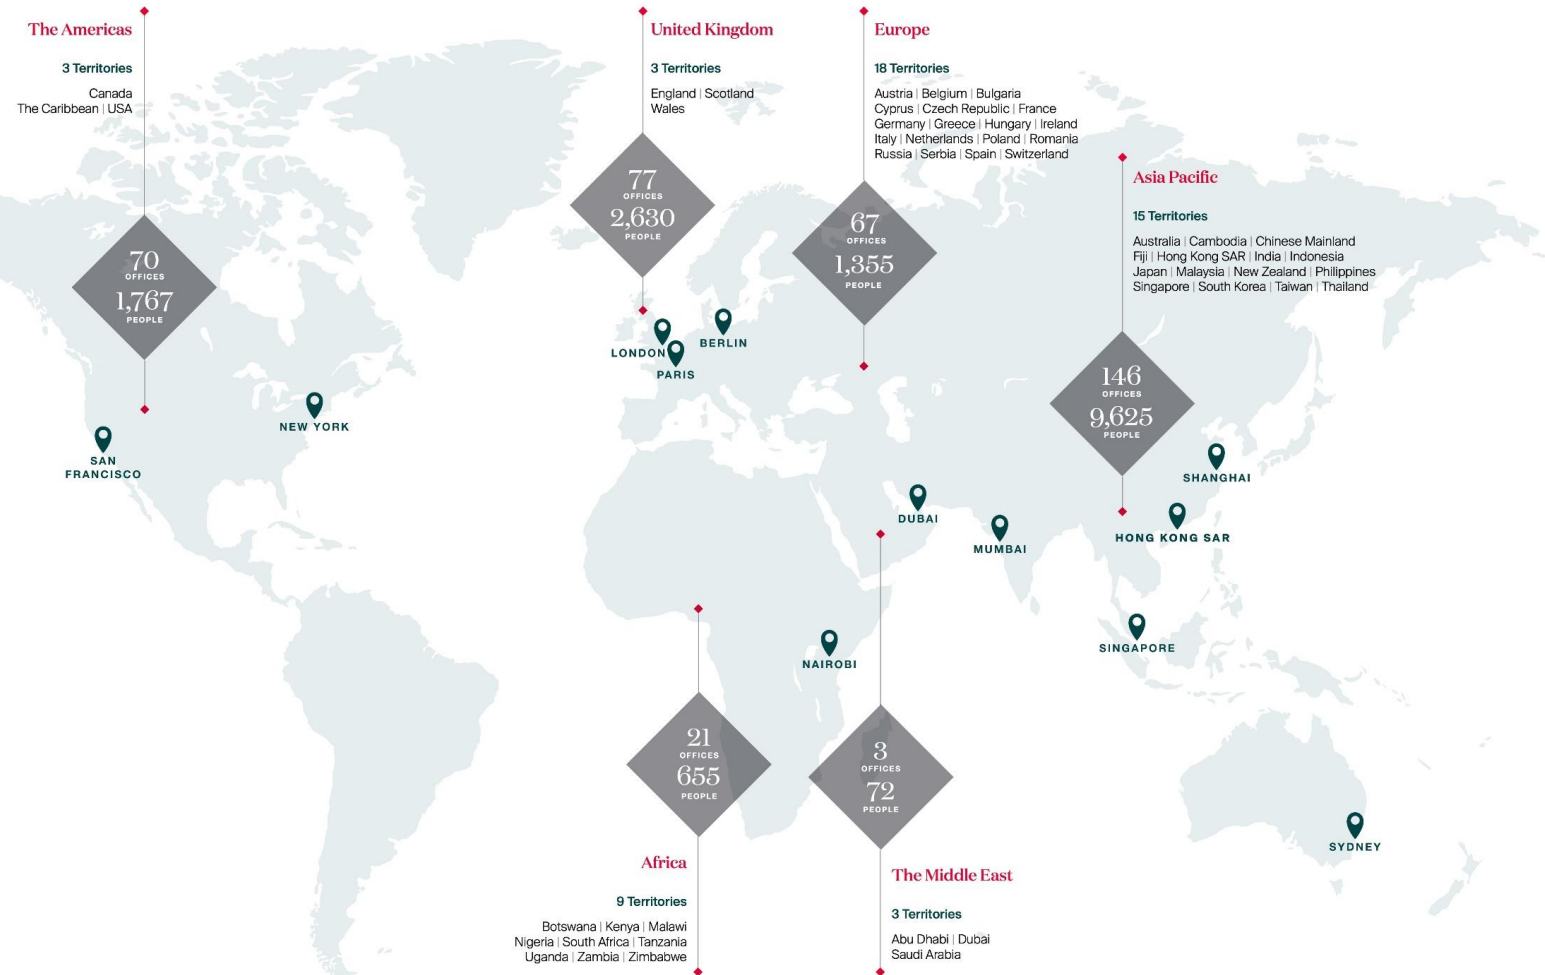 The Americas
3 Territories
Canada
The Caribbean | USA
70
OFFICES
1,767
PEOPLE
United Kingdom
3 Territories
England | Scotland
Wales
77
OFFICES
2,630
PEOPLE
Europe
18 Territories
Austria | Belgium | Bulgaria
Cyprus | Czech Republic | France
Germany | Greece | Hungary | Ireland
Italy | Netherlands | Poland | Romania
Russia | Serbia | Spain | Switzerland
67
OFFICES
1,355
PEOPLE
Asia Pacific
15 Territories
Australia | Cambodia | Chinese Mainland
Fiji | Hong Kong SAR | India | Indonesia
Japan | Malaysia | New Zealand | Philippines
Singapore | South Korea | Taiwan | Thailand
146
OFFICES
9,625
PEOPLE
LONDON
BERLIN
PARIS
NEW YORK
SAN
FRANCISCO
SHANGHAI
DUBAI
HONG KONG SAR
MUMBAI
SINGAPORE
NAIROBI
SYDNEY
21
OFFICES
655
PEOPLE
Africa
9 Territories
Botswana | Kenya | Malawi
Nigeria | South Africa | Tanzania
Uganda | Zambia | Zimbabwe
3
OFFICES
72
PEOPLE
The Middle East
3 Territories
Abu Dhabi | Dubai
Saudi Arabia